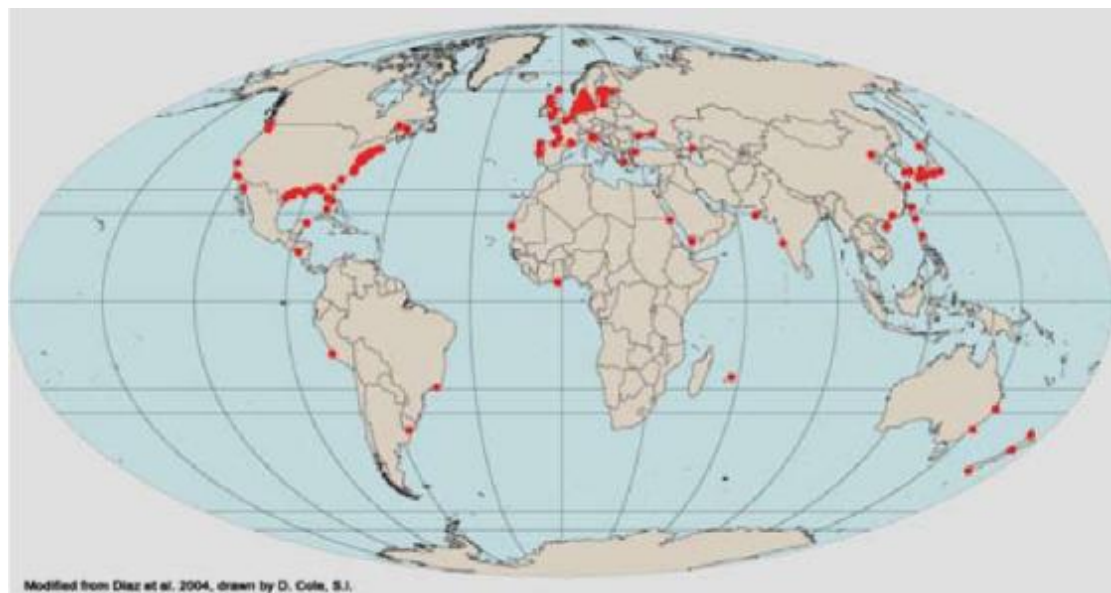 Modified from Diaz et al. 2004, drawn by D. Cole, S.I.